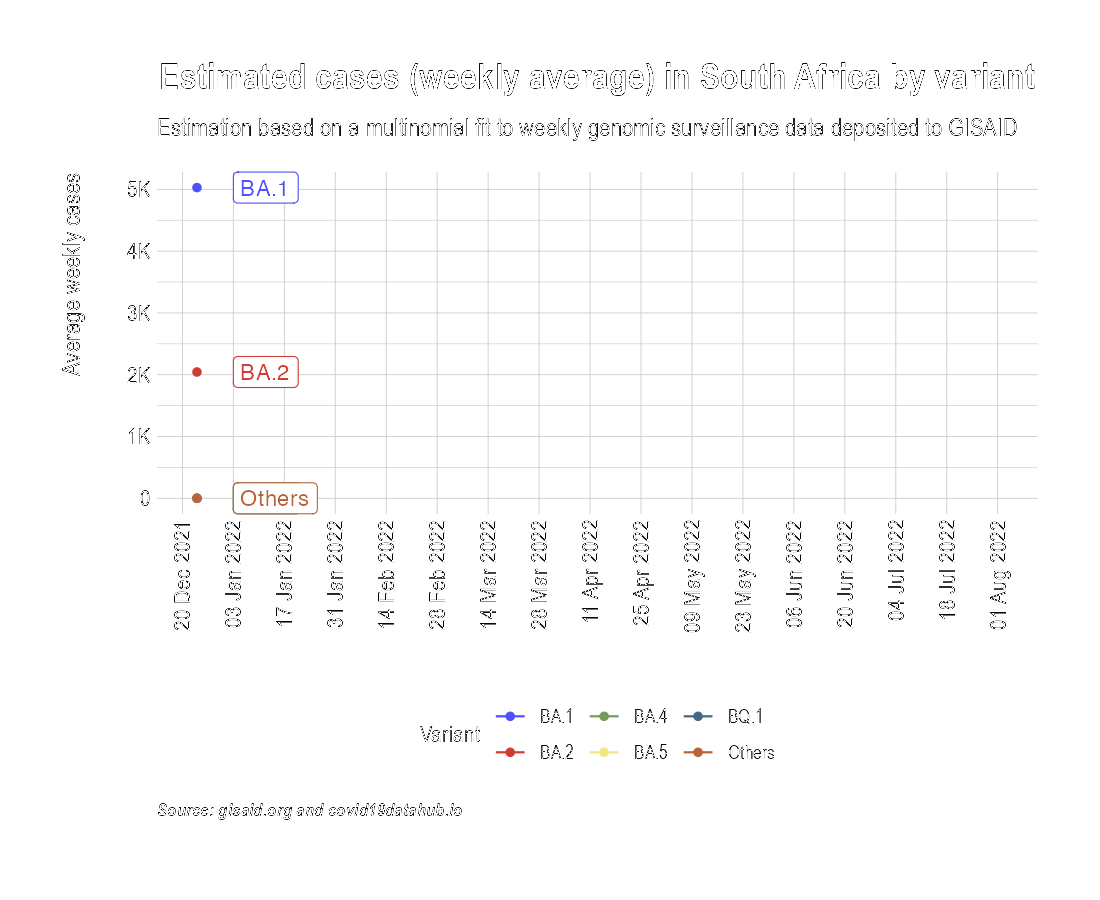 Estimated cases (weekly average) in South Africa by variant
Estimation based on a multinomial fit to weekly genomic surveillance data deposited to GISAID
Average weekly cases
5K
4K
3K
2K
1K
0
BA.1
BA.2
Others
20 Dec 2021
03 Jan 2022
17 Jan 2022
31 Jan 2022
14 Feb 2022
28 Feb 2022
14 Mar 2022
28 Mar 2022
11 Apr 2022
25 Apr 2022
09 May 2022
23 May 2022
06 Jun 2022
20 Jun 2022
04 Jul 2022
18 Jul 2022
01 Aug 2022
Variant
BA.1
BA.4
BQ.1
BA.2
BA.5
Others
Source: gisaid.org and covid19datahub.io